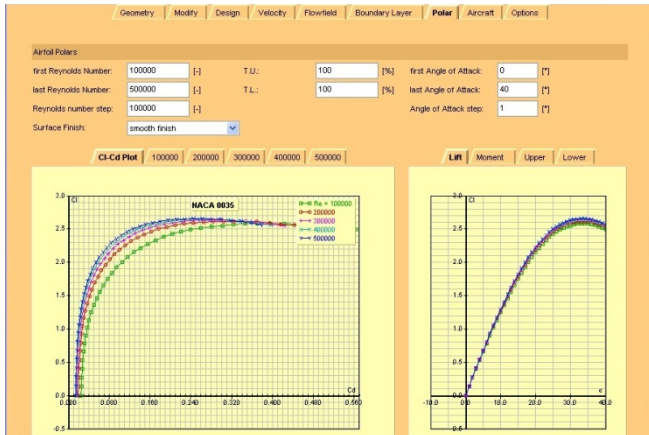 Geometry Modify Design Velocity Flowfield Boundary Layer Polar Aircraft Options
Airfoil Polars
first Reynolds Number: 100000 [-] T.U.: 100 [%] first Angle of Attack: 0 [°]
last Reynolds Number: 500000 [-] T.L.: 100 [%] last Angle of Attack: 40 [°]
Reynolds number step: 100000 [-] Angle of Attack step: 1 [°]
Surface Finish: smooth finish
Cl-Cd Plot 100000 200000 300000 400000 500000
Lift Moment Upper Lower
3.0 Cl
NACA 0035
Re = 100000
200000
300000
400000
500000
2.5
2.0
1.5
1.0
0.5
0.0
-0.5
Cd
0.000 0.080 0.160 0.240 0.320 0.400 0.480 0.560
3.0 Cl
2.5
2.0
1.5
1.0
0.5
0.0
-0.5
-10.0 0.0 10.0 20.0 30.0 40.0